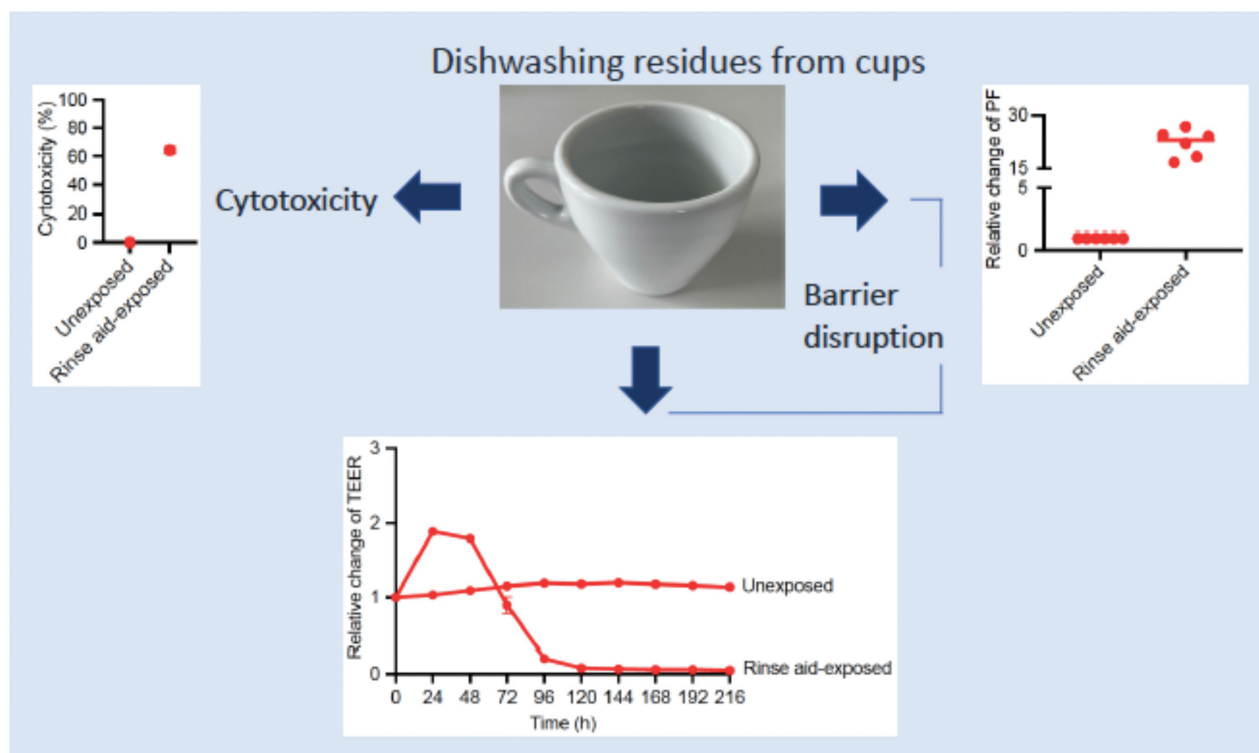 Dishwashing residues from cups
Cytotoxicity (%)
100
80
60
40
20
0
Unexposed
Rinse aid-exposed
Cytotoxicity
Barrier
disruption
Relative change of PF
30
15
5
0
Unexposed
Rinse aid-exposed
Relative change of TEER
3
2
1
0
Unexposed
Rinse aid-exposed
0 24 48 72 96 120 144 168 192 216
Time (h)